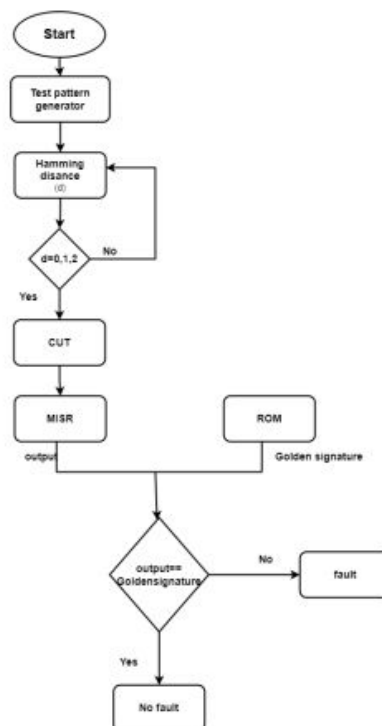 Start
Test pattern
generator
Hamming
disance
(d)
d=0,1,2
No
Yes
CUT
MISR
ROM
output
Golden signature
output==
Goldensignature
No
fault
Yes
No fault